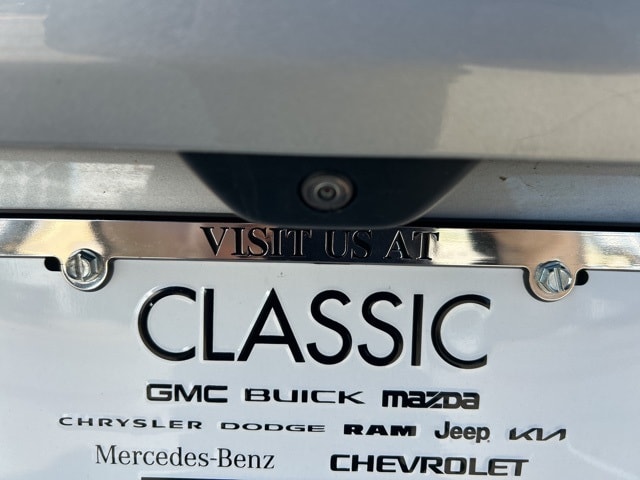 VISIT US AT
CLASSIC
GMC BUICK mazda
CHRYSLER DODGE RAM Jeep KIA
Mercedes-Benz CHEVROLET